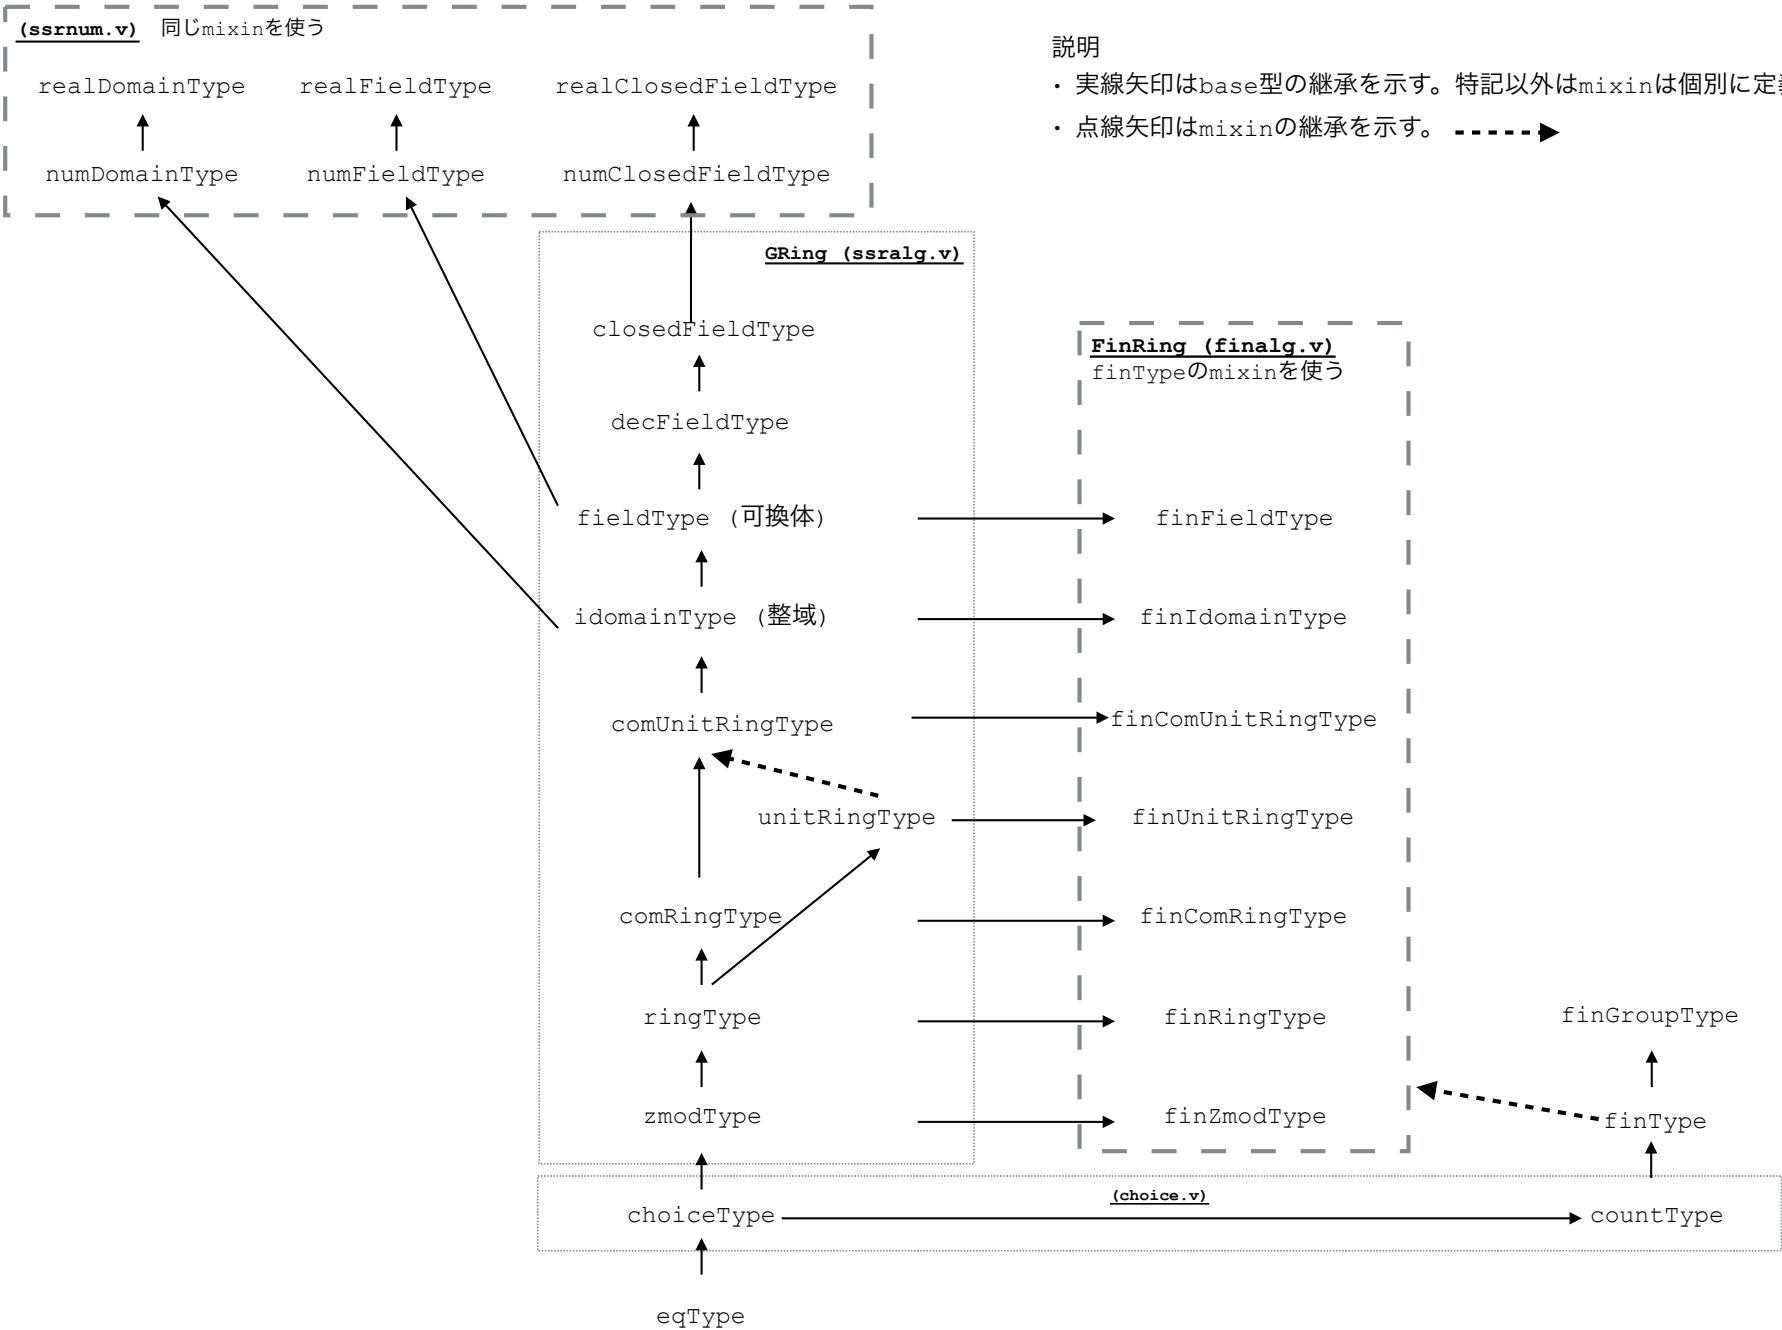 (ssrnum.v) 同じmixinを使う
realDomainType realFieldType realClosedFieldType
numDomainType numFieldType numClosedFieldType
説明
・実線矢印はbase型の継承を示す。特記以外はmixinは個別に定
・点線矢印はmixinの継承を示す。
GRing (ssralg.v)
closedFieldType
decFieldType
fieldType (可換体)
idomainType (整域)
comUnitRingType
unitRingType
comRingType
ringType
zmodType
FinRing (finalg.v)
finTypeのmixinを使う
finFieldType
finIdomainType
finComUnitRingType
finUnitRingType
finComRingType
finRingType
finZmodType
finGroupType
finType
(choice.v)
choiceType countType
eqType